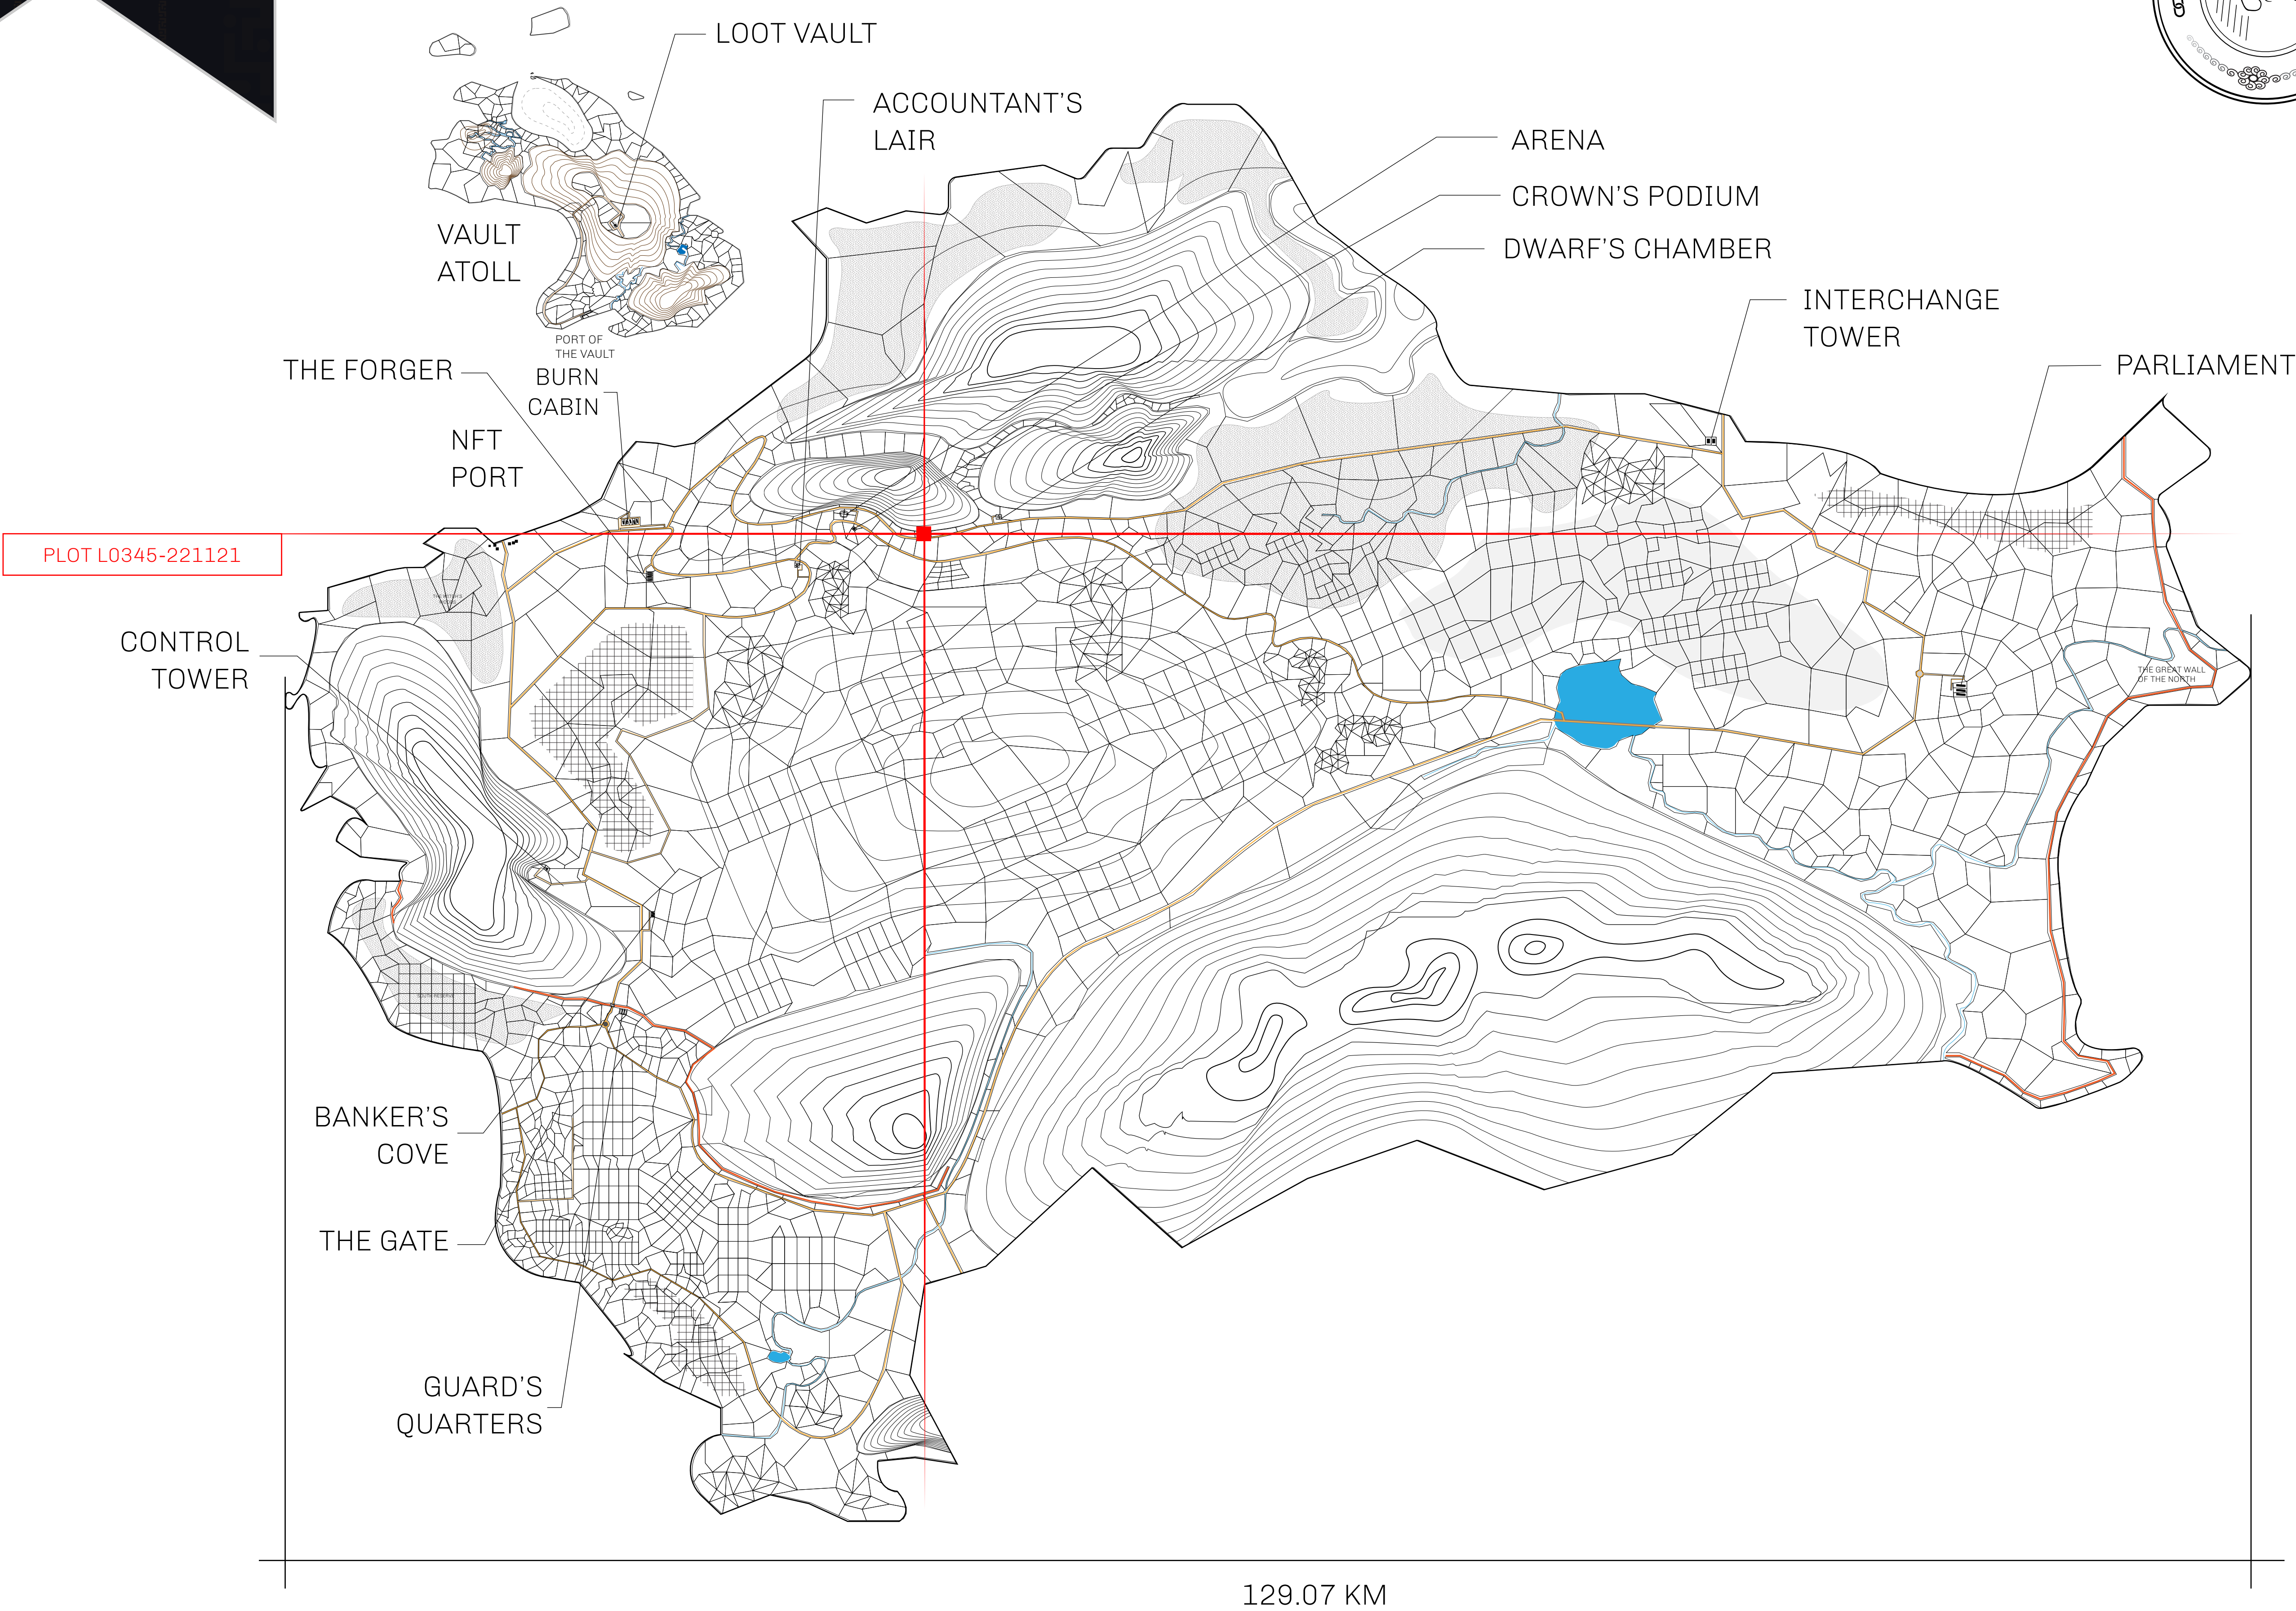 LOOT VAULT
ACCOUNTANT'S
LAIR
ARENA
CROWN'S PODIUM
DWARF'S CHAMBER
VAULT
ATOLL
INTERCHANGE
TOWER
PORT OF
THE VAULT
THE FORGER
BURN
CABIN
PARLIAMENT
NFT
PORT
PLOT L0345-221121
CONTROL
TOWER
THE GREAT WALL
OF THE NORTH
SOUTH RESERVE
BANKER'S
COVE
THE GATE
GUARD'S
QUARTERS
129.07 KM